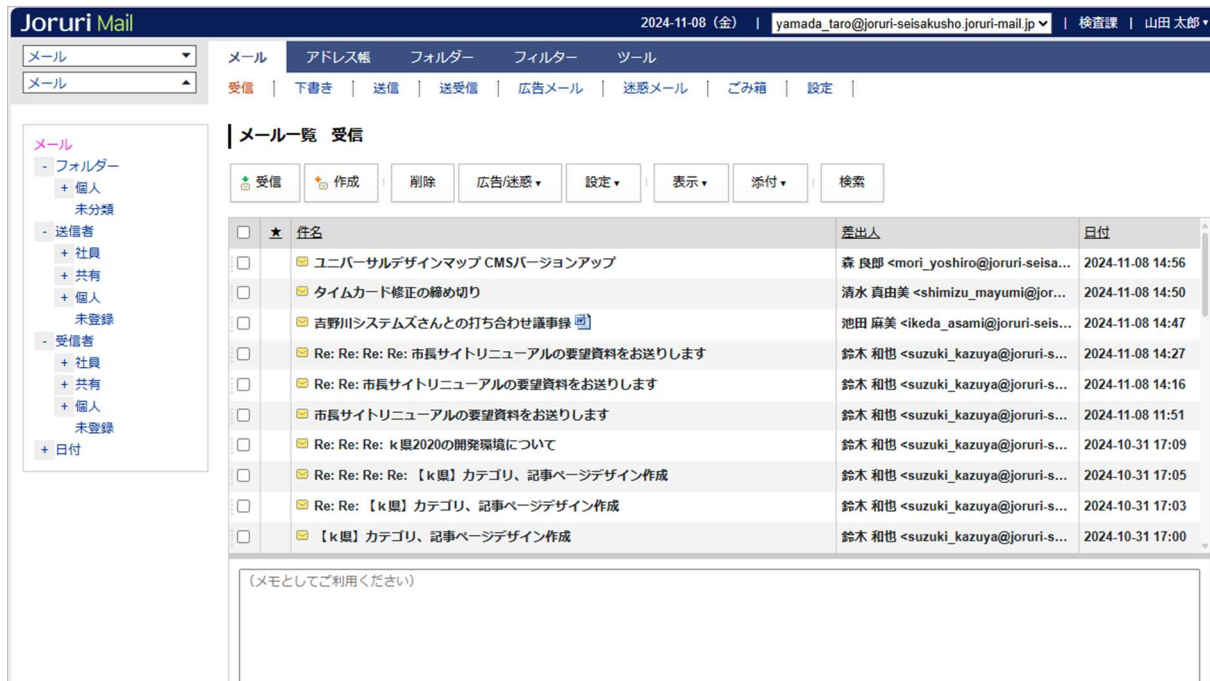 Joruri Mail
2024-11-08（金） | yamada_taro@joruri-seisakusho.joruri-mail.jp | 検査課 | 山田 太郎▼
メール
メール
メール アドレス帳 フォルダー フィルター ツール
受信 下書き 送信 送受信 広告メール 迷惑メール ごみ箱 設定
メール
- フォルダー
+ 個人
未分類
- 送信者
+ 社員
+ 共有
+ 個人
未登録
- 受信者
+ 社員
+ 共有
+ 個人
未登録
+ 日付
メール一覧 受信
受信 作成 削除 広告/迷惑▼ 設定▼ 表示▼ 添付▼ 検索
★ 件名 差出人 日付
ユニバーサルデザインマップ CMSバージョンアップ 森 良郎 <mori_yoshiro@joruri-seisa... 2024-11-08 14:56
タイムカード修正の締め切り 清水 真由美 <shimizu_mayumi@jor... 2024-11-08 14:50
吉野川システムズさんとの打ち合わせ議事録 池田 麻美 <ikeda_asami@joruri-seis... 2024-11-08 14:47
Re: Re: Re: Re: 市長サイトリニューアルの要望資料をお送りします 鈴木 和也 <suzuki_kazuya@joruri-s... 2024-11-08 14:27
Re: Re: 市長サイトリニューアルの要望資料をお送りします 鈴木 和也 <suzuki_kazuya@joruri-s... 2024-11-08 14:16
市長サイトリニューアルの要望資料をお送りします 鈴木 和也 <suzuki_kazuya@joruri-s... 2024-11-08 11:51
Re: Re: Re: ｋ県2020の開発環境について 鈴木 和也 <suzuki_kazuya@joruri-s... 2024-10-31 17:09
Re: Re: Re: Re: 【ｋ県】カテゴリ、記事ページデザイン作成 鈴木 和也 <suzuki_kazuya@joruri-s... 2024-10-31 17:05
Re: Re: 【ｋ県】カテゴリ、記事ページデザイン作成 鈴木 和也 <suzuki_kazuya@joruri-s... 2024-10-31 17:03
【ｋ県】カテゴリ、記事ページデザイン作成 鈴木 和也 <suzuki_kazuya@joruri-s... 2024-10-31 17:00
（メモとしてご利用ください）